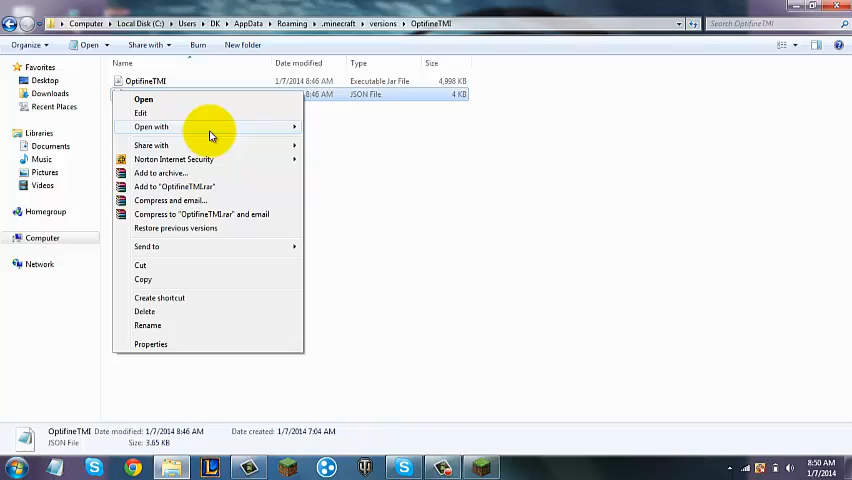 Computer ▸ Local Disk (C:) ▸ Users ▸ DK ▸ AppData ▸ Roaming ▸ .minecraft ▸ versions ▸ OptifineTMI
Search OptifineTMI
Organize
Open
Share with
Burn
New folder
Name
Date modified
Type
Size
Favorites
Desktop
Downloads
Recent Places
Libraries
Documents
Music
Pictures
Videos
Homegroup
Computer
Network
OptifineTMI 1/7/2014 8:46 AM Executable Jar File 4,998 KB
8:46 AM JSON File 4 KB
Open
Edit
Open with
Share with
Norton Internet Security
Add to archive...
Add to "OptifineTMI.rar"
Compress and email...
Compress to "OptifineTMI.rar" and email
Restore previous versions
Send to
Cut
Copy
Create shortcut
Delete
Rename
Properties
OptifineTMI Date modified: 1/7/2014 8:46 AM Date created: 1/7/2014 7:04 AM
JSON File Size: 3.65 KB
8:50 AM
1/7/2014